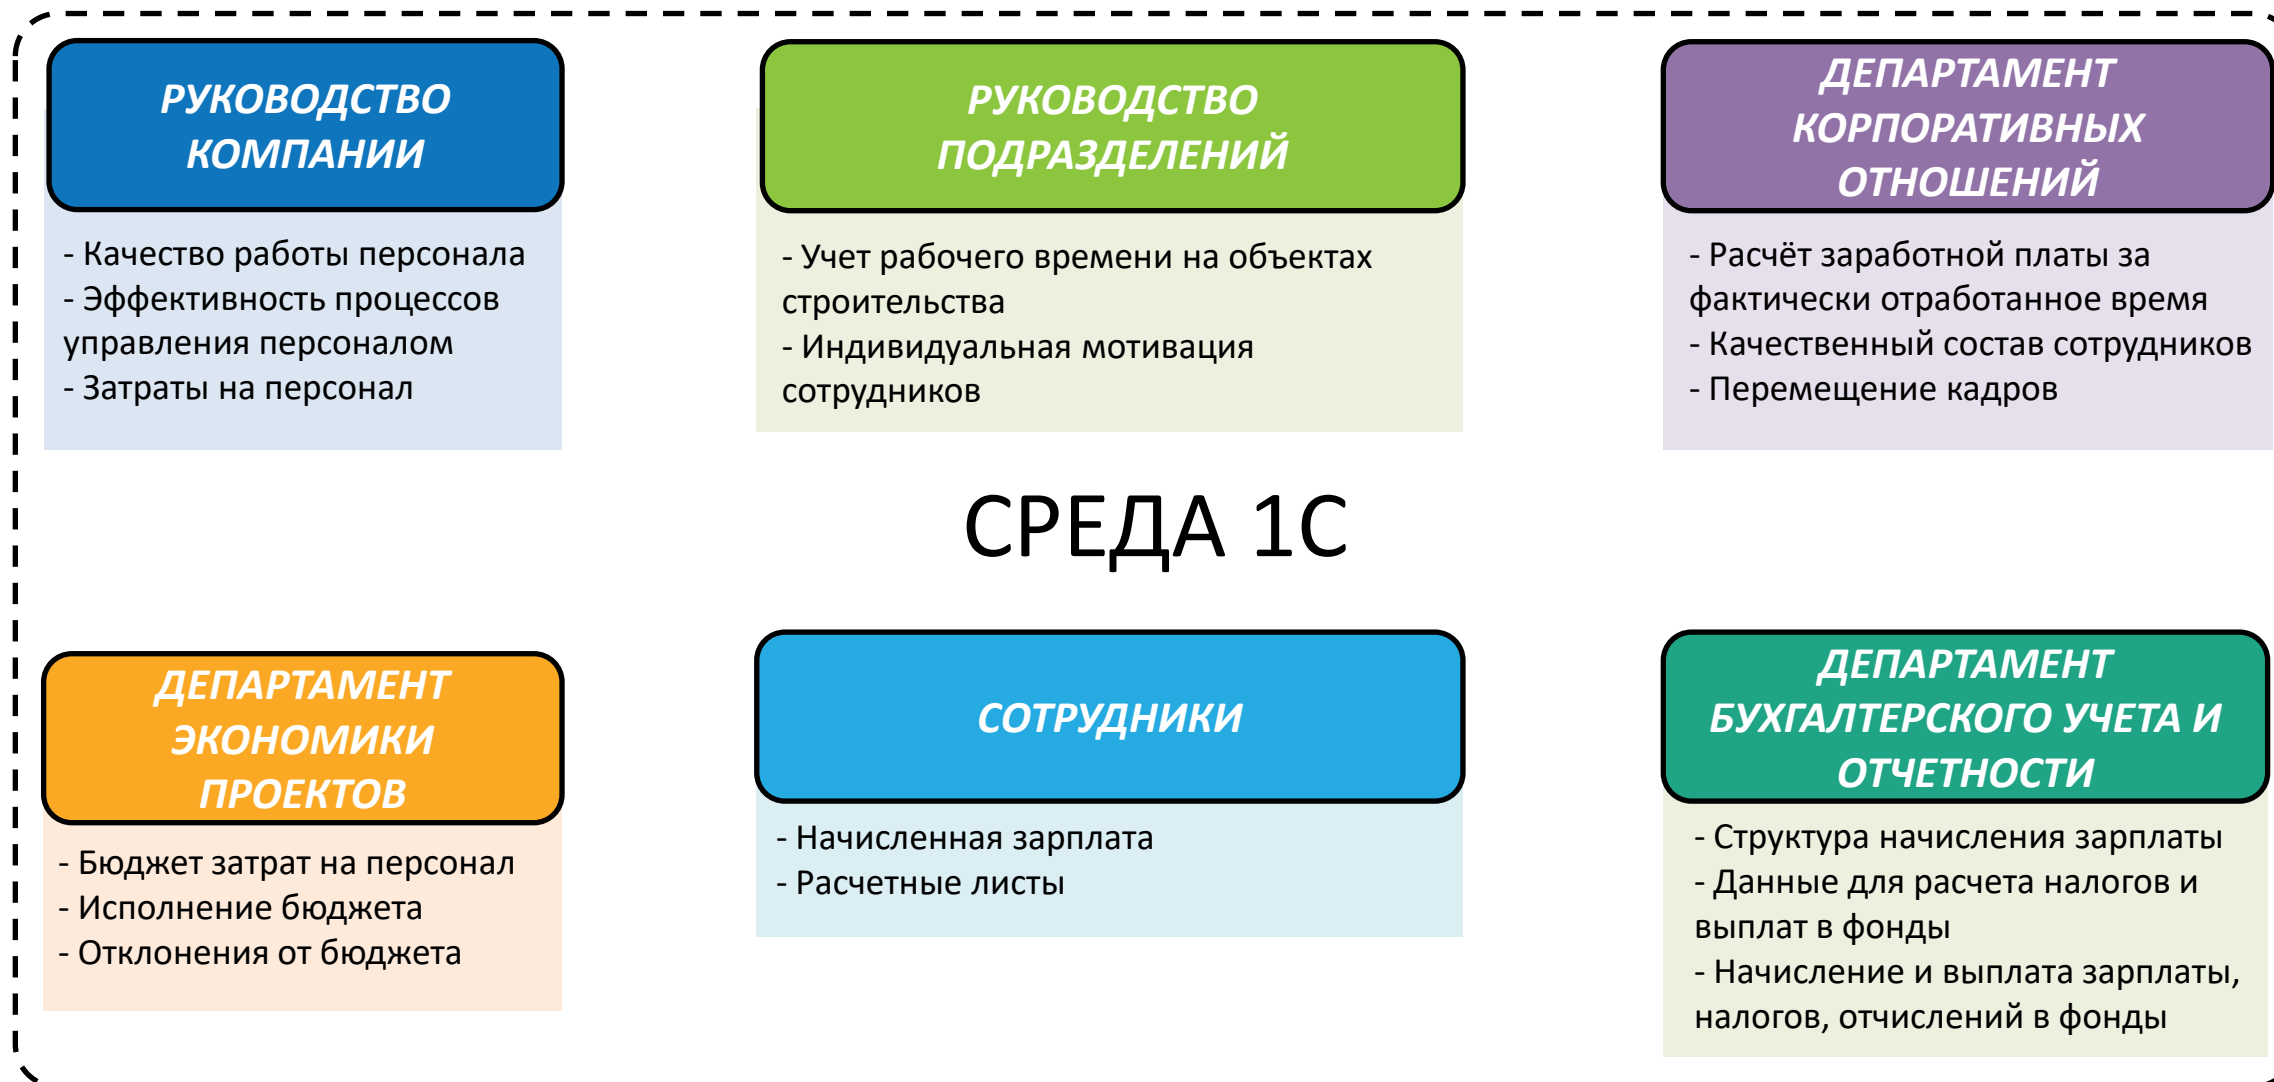 РУКОВОДСТВО
КОМПАНИИ
- Качество работы персонала
- Эффективность процессов
управления персоналом
- Затраты на персонал
РУКОВОДСТВО
ПОДРАЗДЕЛЕНИЙ
- Учет рабочего времени на объектах
строительства
- Индивидуальная мотивация
сотрудников
ДЕПАРТАМЕНТ
КОРПОРАТИВНЫХ
ОТНОШЕНИЙ
- Расчёт заработной платы за
фактически отработанное время
- Качественный состав сотрудников
- Перемещение кадров
СРЕДА 1С
ДЕПАРТАМЕНТ
ЭКОНОМИКИ
ПРОЕКТОВ
- Бюджет затрат на персонал
- Исполнение бюджета
- Отклонения от бюджета
СОТРУДНИКИ
- Начисленная зарплата
- Расчетные листы
ДЕПАРТАМЕНТ
БУХГАЛТЕРСКОГО УЧЕТА И
ОТЧЕТНОСТИ
- Структура начисления зарплаты
- Данные для расчета налогов и
выплат в фонды
- Начисление и выплата зарплаты,
налогов, отчислений в фонды